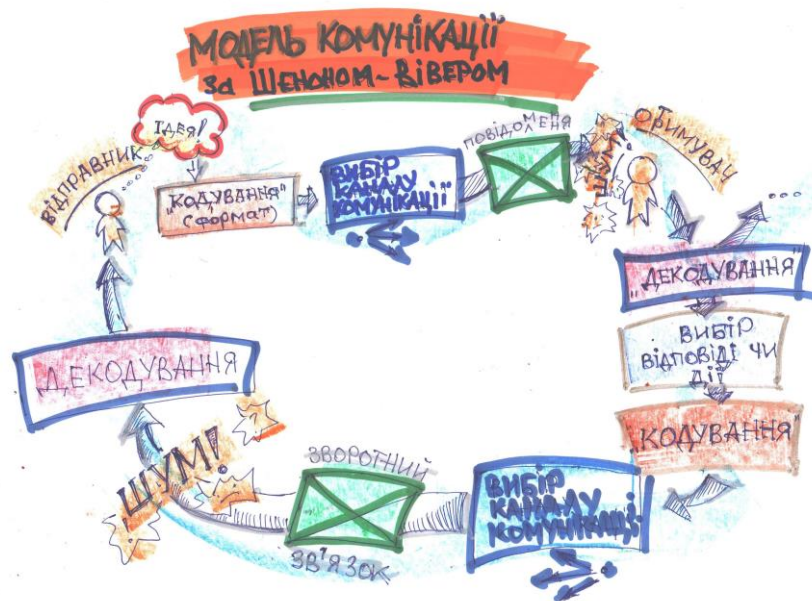 МОДЕЛЬ КОМУНІКАЦІЇ
за ШЕНОНОМ-ВІВЕРОМ
ВІДПРАВНИК
ІДЕЯ!
"КОДУВАННЯ"
(формат)
ВИБІР
КАНАЛУ
КОМУНІКАЦІЇ
ПОВІДОМЛЕНЯ
ШУМ!
ОТРИМУВАЧ
"ДЕКОДУВАННЯ"
ВИБІР
ВІДПОВІДІ ЧИ
ДІЇ
"КОДУВАННЯ"
ВИБІР
КАНАЛУ
КОМУНІКАЦІЇ
ЗВОРОТНИЙ
ЗВ'ЯЗОК
ШУМ!
ДЕКОДУВАННЯ